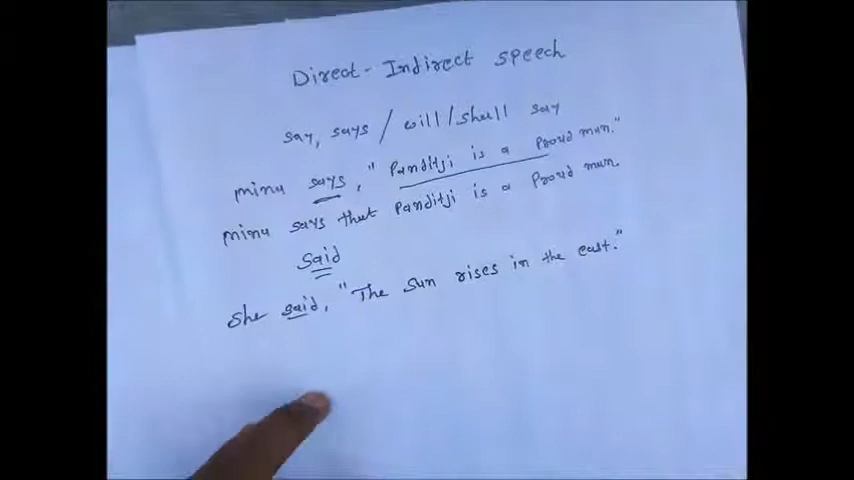 Direct - Indirect speech
say, says / will / shall say
minu says, "Panditji is a proud man."
minu says that Panditji is a proud man.
said
She said, "The Sun rises in the east."